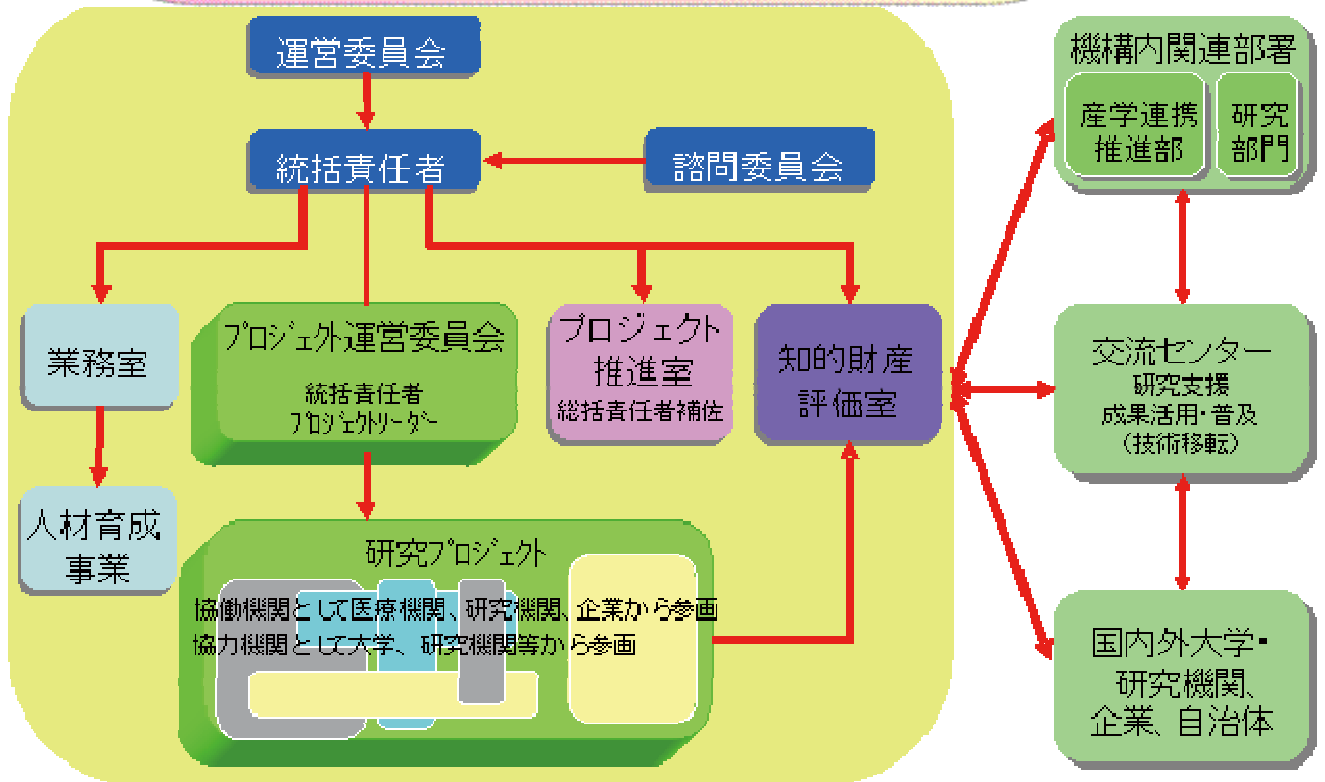 運営委員会
統括責任者
諮問委員会
業務室
プロジェクト運営委員会
統括責任者
プロジェクトリーダー
プロジェクト
推進室
総括責任者補佐
知的財産
評価室
人材育成
事業
研究プロジェクト
協働機関として医療機関、研究機関、企業から参画
協力機関として大学、研究機関等から参画
機構内関連部署
産学連携
推進部
研究
部門
交流センター
研究支援
成果活用・普及
(技術移転)
国内外大学・
研究機関、
企業、自治体